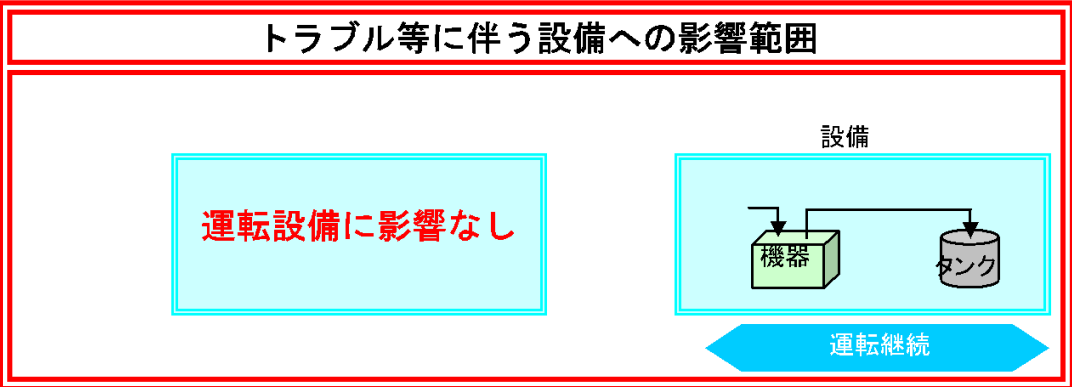 トラブル等に伴う設備への影響範囲
設備
運転設備に影響なし
機器
タンク
運転継続